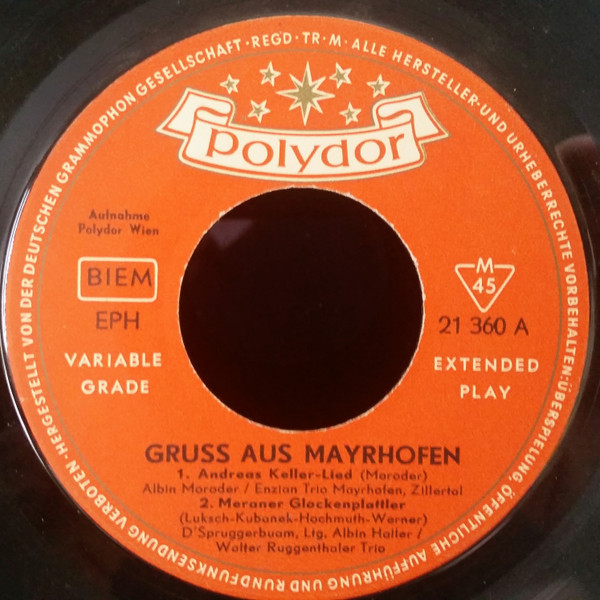 HERGESTELLT VON DER DEUTSCHEN GRAMMOPHON GESELLSCHAFT · REGD · TR · M · ALLE HERSTELLER- UND URHEBERRECHTE VORBEHALTEN: ÜBERSPIELUNG, ÖFFENTLICHE AUFFÜHRUNG UND RUNDFUNKSENDUNG VERBOTEN ·
polydor
Aufnahme
Polydor Wien
BIEM
EPH
VARIABLE
GRADE
M
45
21 360 A
EXTENDED
PLAY
GRUSS AUS MAYRHOFEN
1. Andreas Keller-Lied (Maroder)
Albin Moroder / Enzian Trio Mayrhofen, Zillertal
2. Meraner Glockenplattler
(Luksch-Kubanek-Hochmuth-Werner)
D'Spruggerbuam, Ltg. Albin Haller /
Walter Ruggenthaler Trio